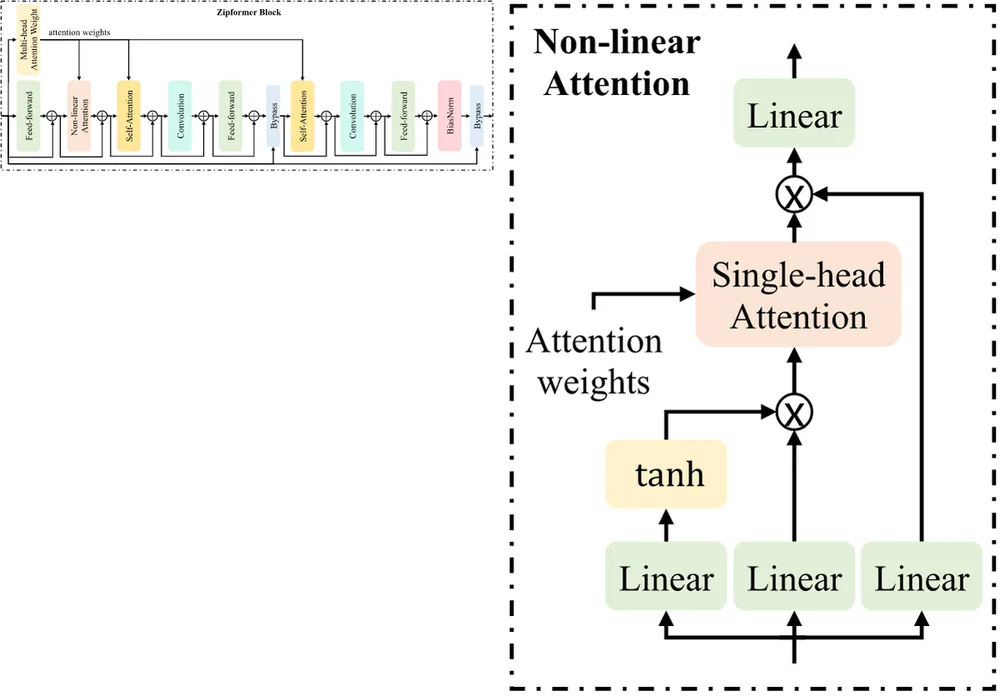 Zipformer Block
Multi-head
Attention Weight
attention weights
Feed-forward
Non-linear
Attention
Self-Attention
Convolution
Feed-forward
Bypass
Self-Attention
Convolution
Feed-forward
BiasNorm
Bypass
Non-linear
Attention
Linear
X
Single-head
Attention
Attention
weights
X
tanh
Linear Linear Linear